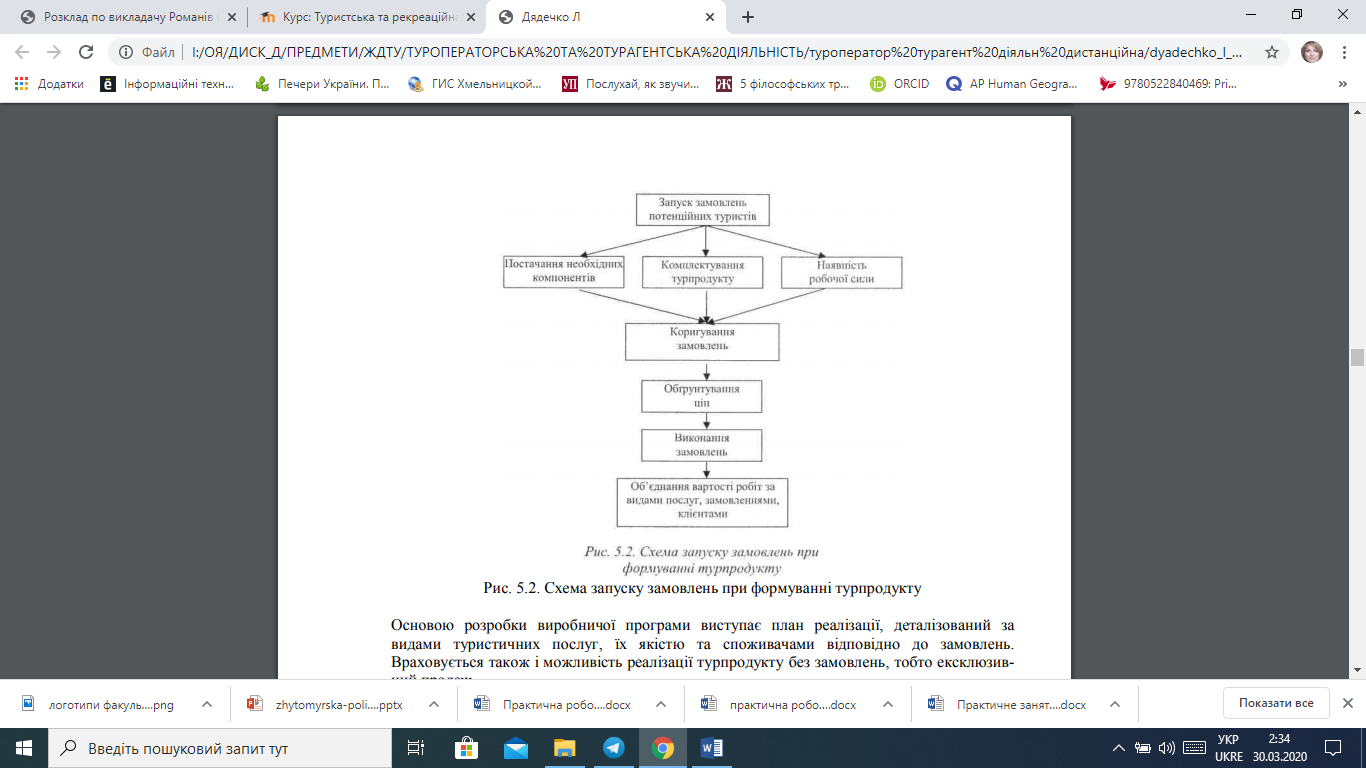 Розклад по викладачу Романів
Курс: Туристська та рекреаційна
Дядечко Л
Файл
I:/ОЯ/ДИСК_Д/ПРЕДМЕТИ/ЖДТУ/ТУРОПЕРАТОРСЬКА%20ТА%20ТУРАГЕНТСЬКА%20ДІЯЛЬНІСТЬ/туроператор%20турагент%20діяльн%20дистанційна/dyadechko_l_...
Додатки
Інформаційні техн...
Печери України. П...
ГИС Хмельницкой...
Послухай, як звучи...
5 філософських тр...
ORCID
AP Human Geogra...
9780522840469: Pri...
»
Запуск замовлень
потенційних туристів
Постачання необхідних
компонентів
Комплектування
турпродукту
Наявність
робочої сили
Коригування
замовлень
Обґрунтування
цін
Виконання
замовлень
Об'єднання вартості робіт за
видами послуг, замовленнями,
клієнтами
Рис. 5.2. Схема запуску замовлень при
формуванні турпродукту
Рис. 5.2. Схема запуску замовлень при формуванні турпродукту
Основою розробки виробничої програми виступає план реалізації, деталізований за
видами туристичних послуг, їх якістю та споживачами відповідно до замовлень.
Враховується також і можливість реалізації турпродукту без замовлень, тобто ексклюзив-
ний продаж
логотипи факуль....png
zhytomyrska-poli....pptx
Практична робо....docx
практична робо....docx
Практичне занят....docx
Показати все
Введіть пошуковий запит тут
УКР
UKRE
2:34
30.03.2020